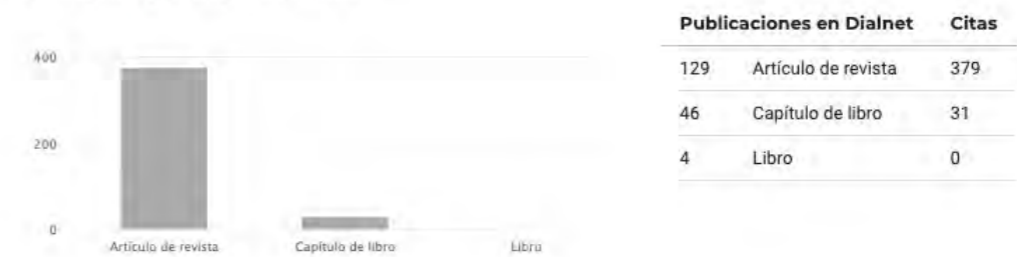 400
200
0
Artículo de revista
Capítulo de libro
Libro
Publicaciones en Dialnet Citas
129 Artículo de revista 379
46 Capítulo de libro 31
4 Libro 0